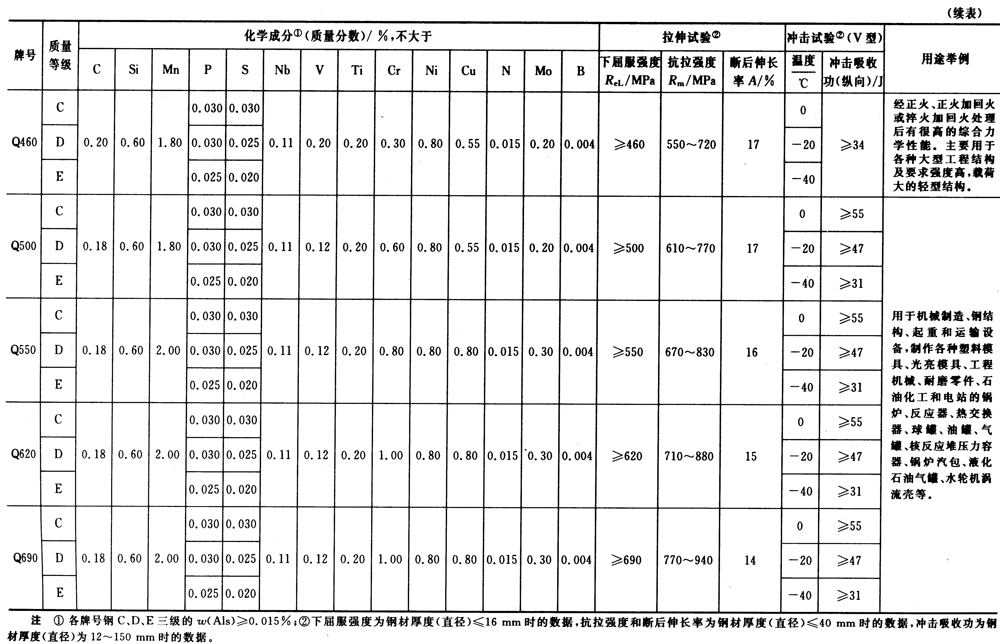 (续表)
牌号 质量等级 化学成分①(质量分数)/ %,不大于 拉伸试验② 冲击试验②(V 型) 用途举例
C Si Mn P S Nb V Ti Cr Ni Cu N Mo B 下屈服强度 ReL/MPa 抗拉强度 Rm/MPa 断后伸长率 A/% 温度/℃ 冲击吸收功(纵向)/J
C 0.030 0.030 0
Q460 D 0.20 0.60 1.80 0.030 0.025 0.11 0.20 0.20 0.30 0.80 0.55 0.015 0.20 0.004 ≥460 550~720 17 -20 ≥34
E 0.025 0.020 -40
经正火、正火加回火
或淬火加回火处理
后有很高的综合力
学性能。主要用于
各种大型工程结构
及要求强度高,载荷
大的轻型结构。
C 0.030 0.030 0 ≥55
Q500 D 0.18 0.60 1.80 0.030 0.025 0.11 0.12 0.20 0.60 0.80 0.55 0.015 0.20 0.004 ≥500 610~770 17 -20 ≥47
E 0.025 0.020 -40 ≥31
C 0.030 0.030 0 ≥55
Q550 D 0.18 0.60 2.00 0.030 0.025 0.11 0.12 0.20 0.80 0.80 0.80 0.015 0.30 0.004 ≥550 670~830 16 -20 ≥47
E 0.025 0.020 -40 ≥31
C 0.030 0.030 0 ≥55
Q620 D 0.18 0.60 2.00 0.030 0.025 0.11 0.12 0.20 1.00 0.80 0.80 0.015 0.30 0.004 ≥620 710~880 15 -20 ≥47
E 0.025 0.020 -40 ≥31
C 0.030 0.030 0 ≥55
Q690 D 0.18 0.60 2.00 0.030 0.025 0.11 0.12 0.20 1.00 0.80 0.80 0.015 0.30 0.004 ≥690 770~940 14 -20 ≥47
E 0.025 0.020 -40 ≥31
用于机械制造、钢结
构、起重和运输设
备,制作各种塑料模
具、光亮模具、工程
机械、耐磨零件、石
油化工和电站的锅
炉、反应器、热交换
器、球罐、油罐、气
罐、核反应堆压力容
器、锅炉汽包、液化
石油气罐、水轮机涡
流壳等。
注 ① 各牌号钢 C、D、E 三级的 w(Als)≥0.015%;②下屈服强度为钢材厚度(直径)≤16 mm 时的数据,抗拉强度和断后伸长率为钢材厚度(直径)≤40 mm 时的数据,冲击吸收功为钢
材厚度(直径)为 12~150 mm 时的数据。